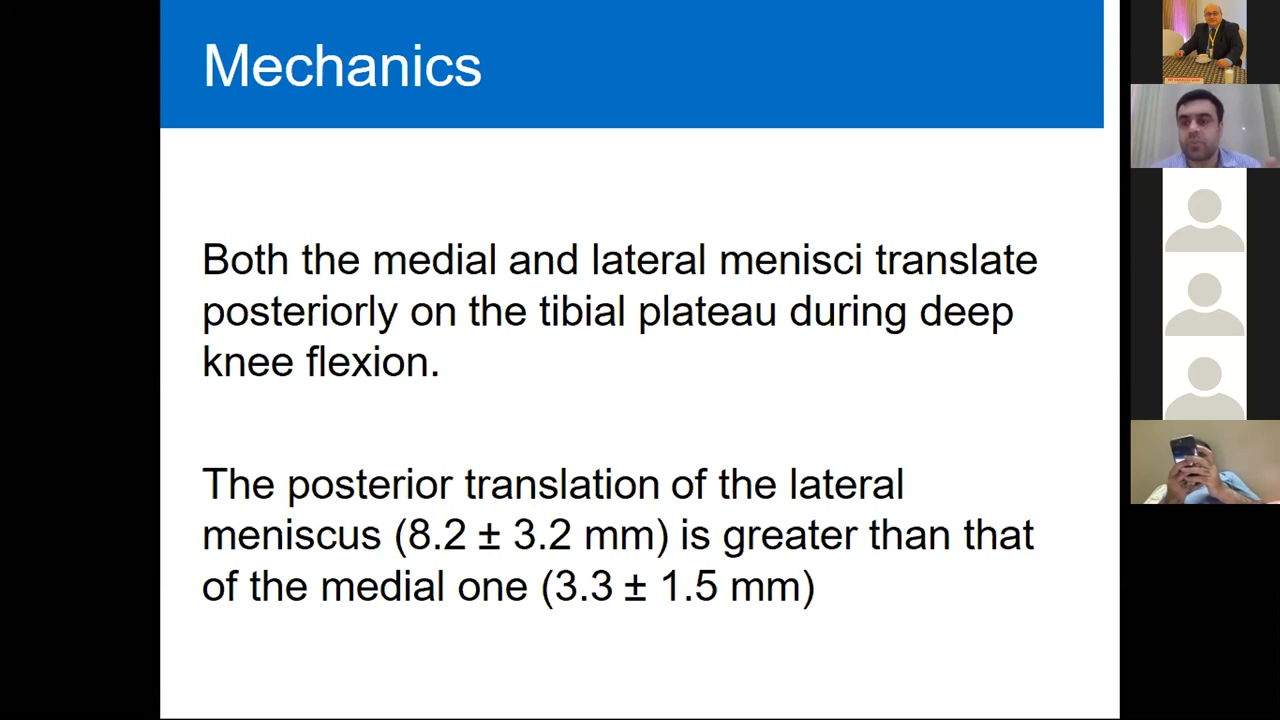 Mechanics
Both the medial and lateral menisci translate
posteriorly on the tibial plateau during deep
knee flexion.
The posterior translation of the lateral
meniscus (8.2 ± 3.2 mm) is greater than that
of the medial one (3.3 ± 1.5 mm)